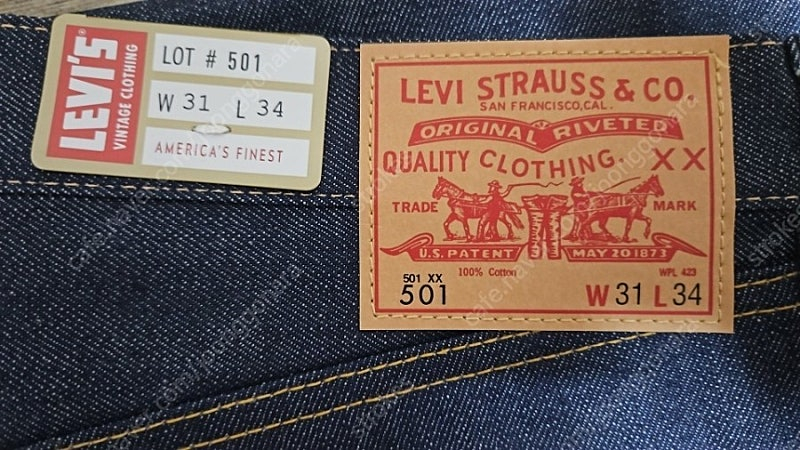 LEVI'S
VINTAGE CLOTHING
LOT # 501
W 31 L 34
AMERICA'S FINEST
LEVI STRAUSS & CO.
SAN FRANCISCO, CAL.
ORIGINAL RIVETED
QUALITY CLOTHING. XX
TRADE MARK
U.S. PATENT MAY 20 1873
501 XX 100% Cotton WPL 423
501 W 31 L 34